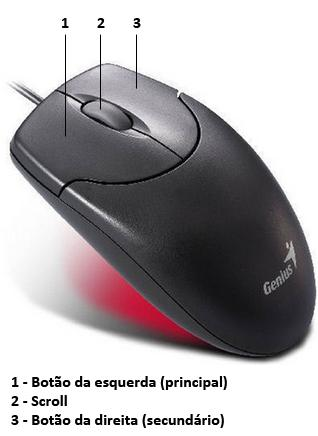 1 2 3
Genius
1 - Botão da esquerda (principal)
2 - Scroll
3 - Botão da direita (secundário)